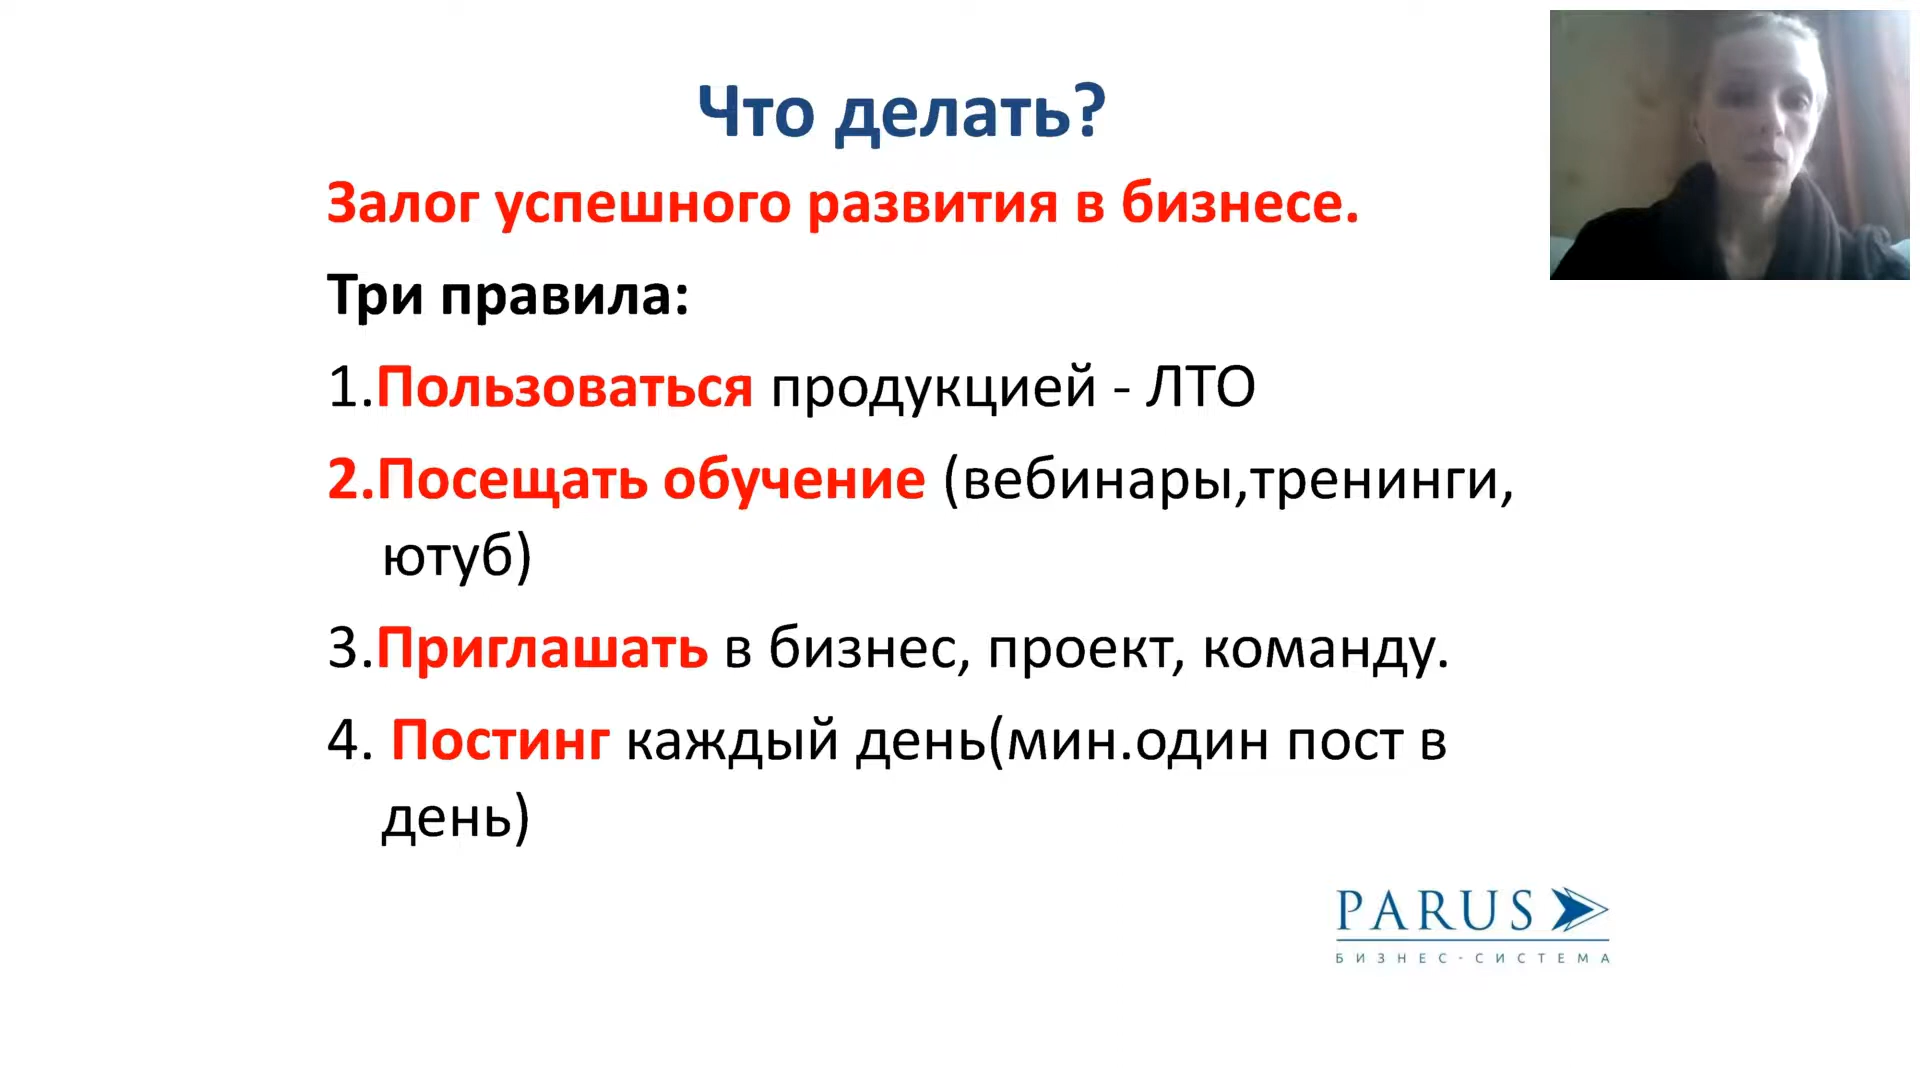 Что делать?
Залог успешного развития в бизнесе.
Три правила:
1.Пользоваться продукцией - ЛТО
2.Посещать обучение (вебинары,тренинги,
ютуб)
3.Приглашать в бизнес, проект, команду.
4. Постинг каждый день(мин.один пост в
день)
PARUS
БИЗНЕС-СИСТЕМА